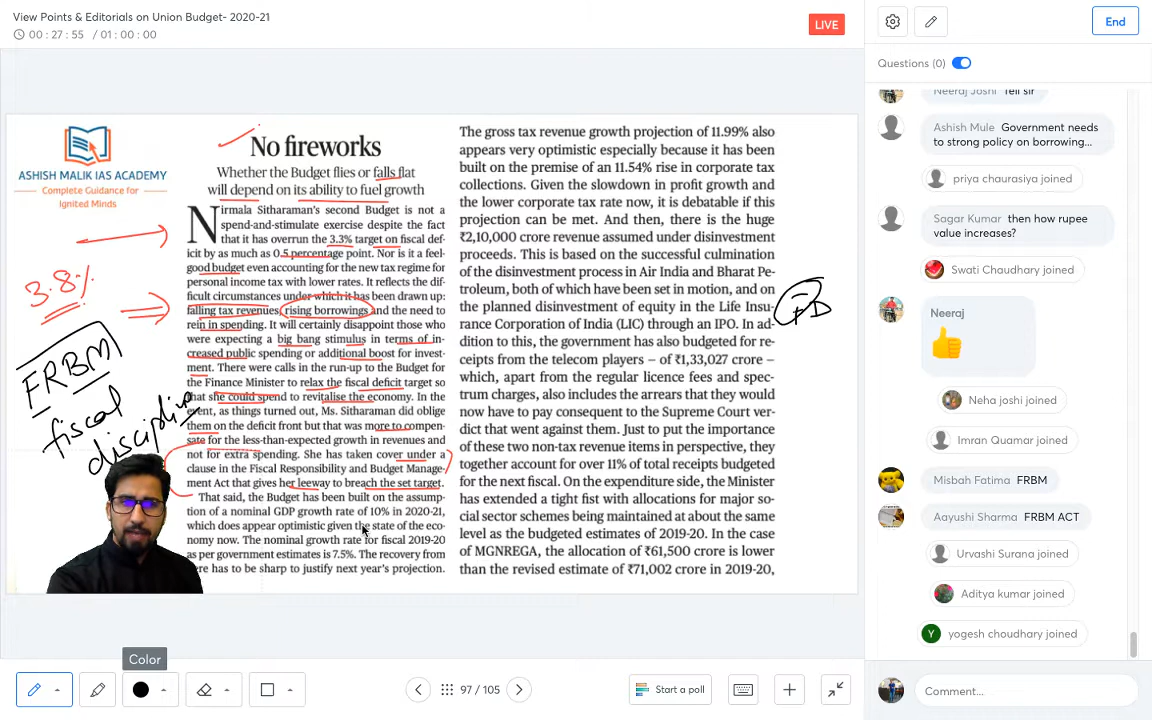 View Points & Editorials on Union Budget- 2020-21
00 : 27 : 55 / 01 : 00 : 00
LIVE
ASHISH MALIK IAS ACADEMY
Complete Guidance for
Ignited Minds
3.8%
FRBM
fiscal
discipline
No fireworks
Whether the Budget flies or falls flat
will depend on its ability to fuel growth
Nirmala Sitharaman's second Budget is not a
spend-and-stimulate exercise despite the fact
that it has overrun the 3.3% target on fiscal def-
icit by as much as 0.5 percentage point. Nor is it a feel-
good budget even accounting for the new tax regime for
personal income tax with lower rates. It reflects the dif-
ficult circumstances under which it has been drawn up:
falling tax revenues, rising borrowings and the need to
rein in spending. It will certainly disappoint those who
were expecting a big bang stimulus in terms of in-
creased public spending or additional boost for invest-
ment. There were calls in the run-up to the Budget for
the Finance Minister to relax the fiscal deficit target so
that she could spend to revitalise the economy. In the
event, as things turned out, Ms. Sitharaman did oblige
them on the deficit front but that was more to compen-
sate for the less-than-expected growth in revenues and
not for extra spending. She has taken cover under a
clause in the Fiscal Responsibility and Budget Manage-
ment Act that gives her leeway to breach the set target.
That said, the Budget has been built on the assump-
tion of a nominal GDP growth rate of 10% in 2020-21,
which does appear optimistic given the state of the eco-
nomy now. The nominal growth rate for fiscal 2019-20
as per government estimates is 7.5%. The recovery from
here has to be sharp to justify next year's projection.
The gross tax revenue growth projection of 11.99% also
appears very optimistic especially because it has been
built on the premise of an 11.54% rise in corporate tax
collections. Given the slowdown in profit growth and
the lower corporate tax rate now, it is debatable if this
projection can be met. And then, there is the huge
₹2,10,000 crore revenue assumed under disinvestment
proceeds. This is based on the successful culmination
of the disinvestment process in Air India and Bharat Pe-
troleum, both of which have been set in motion, and on
the planned disinvestment of equity in the Life Insu-
rance Corporation of India (LIC) through an IPO. In ad-
dition to this, the government has also budgeted for re-
ceipts from the telecom players – of ₹1,33,027 crore –
which, apart from the regular licence fees and spec-
trum charges, also includes the arrears that they would
now have to pay consequent to the Supreme Court ver-
dict that went against them. Just to put the importance
of these two non-tax revenue items in perspective, they
together account for over 11% of total receipts budgeted
for the next fiscal. On the expenditure side, the Minister
has extended a tight fist with allocations for major so-
cial sector schemes being maintained at about the same
level as the budgeted estimates of 2019-20. In the case
of MGNREGA, the allocation of ₹61,500 crore is lower
than the revised estimate of ₹71,002 crore in 2019-20,
Color
97 / 105
Start a poll
End
Questions (0)
Neeraj Joshi Tell sir
Ashish Mule Government needs
to strong policy on borrowing...
priya chaurasiya joined
Sagar Kumar then how rupee
value increases?
Swati Chaudhary joined
Neeraj
Neha joshi joined
Imran Quamar joined
Misbah Fatima FRBM
Aayushi Sharma FRBM ACT
Urvashi Surana joined
Aditya kumar joined
Y yogesh choudhary joined
Comment...